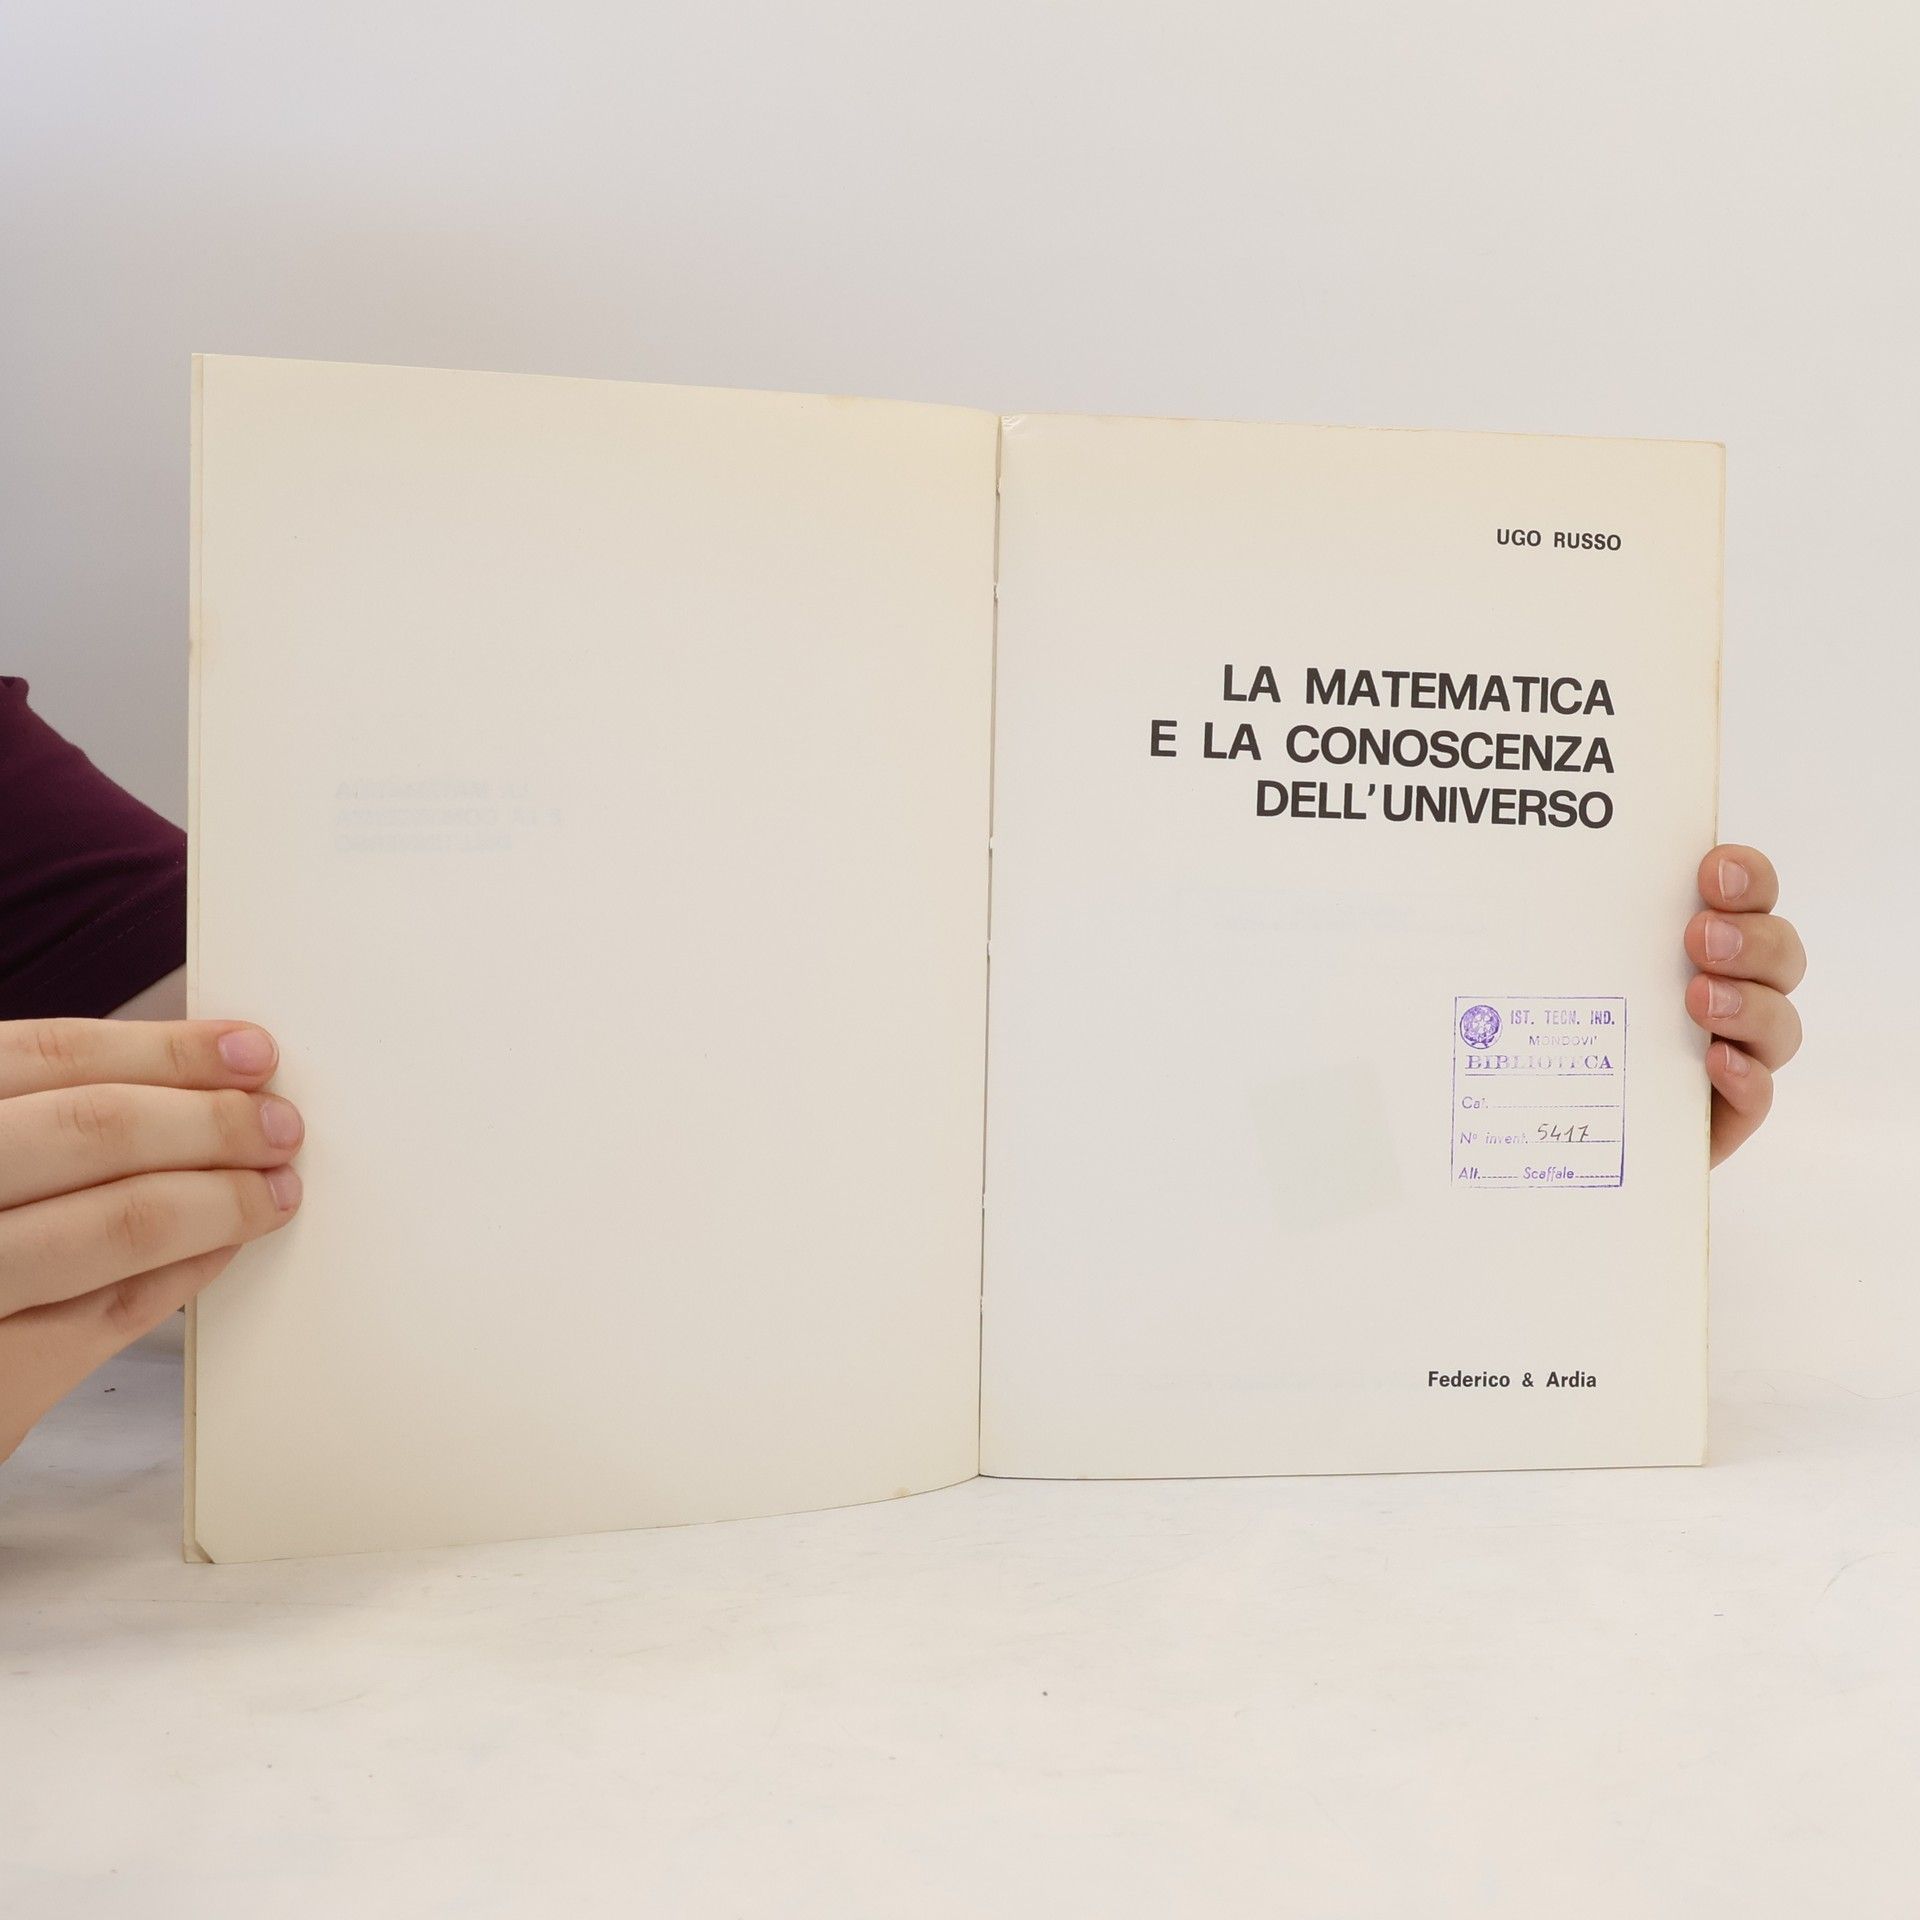 UGO RUSSO
LA MATEMATICA
E LA CONOSCENZA
DELL'UNIVERSO
IST. TECN. IND.
MONDOVI'
BIBLIOTECA
Cat.
N° invent. 5417
Alt. Scaffale
Federico & Ardia